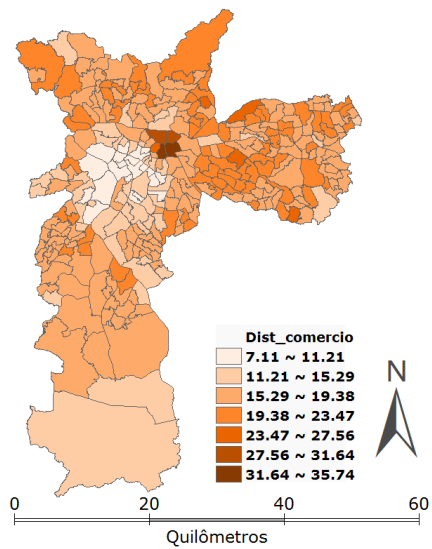 Dist_comercio
7.11 ~ 11.21
11.21 ~ 15.29
15.29 ~ 19.38
19.38 ~ 23.47
23.47 ~ 27.56
27.56 ~ 31.64
31.64 ~ 35.74
N
0 20 40 60
Quilômetros